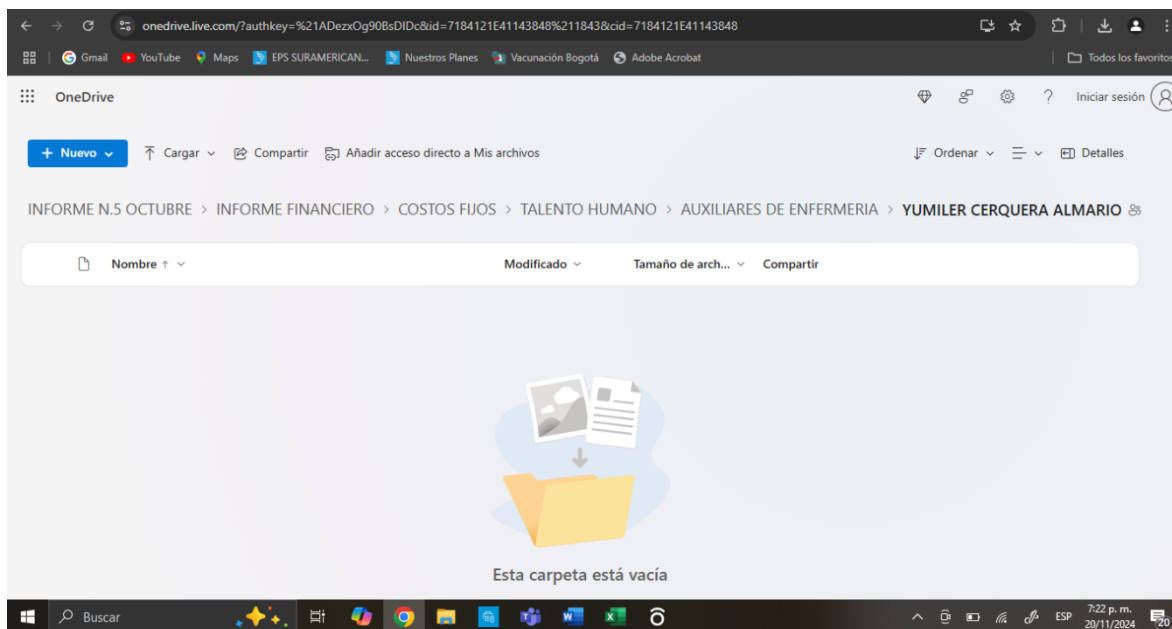 onedrive.live.com/?authkey=%21ADezxOg90BsDIDc&id=7184121E41143848%211843&cid=7184121E41143848
Gmail YouTube Maps EPS SURAMERICAN... Nuestros Planes Vacunación Bogotá Adobe Acrobat Todos los favoritos
OneDrive Iniciar sesión
+ Nuevo Cargar Compartir Añadir acceso directo a Mis archivos Ordenar Detalles
INFORME N.5 OCTUBRE > INFORME FINANCIERO > COSTOS FIJOS > TALENTO HUMANO > AUXILIARES DE ENFERMERIA > YUMILER CERQUERA ALMARIO
Nombre ↑ Modificado Tamaño de arch... Compartir
Esta carpeta está vacía
Buscar ESP 7:22 p. m.
20/11/2024 20